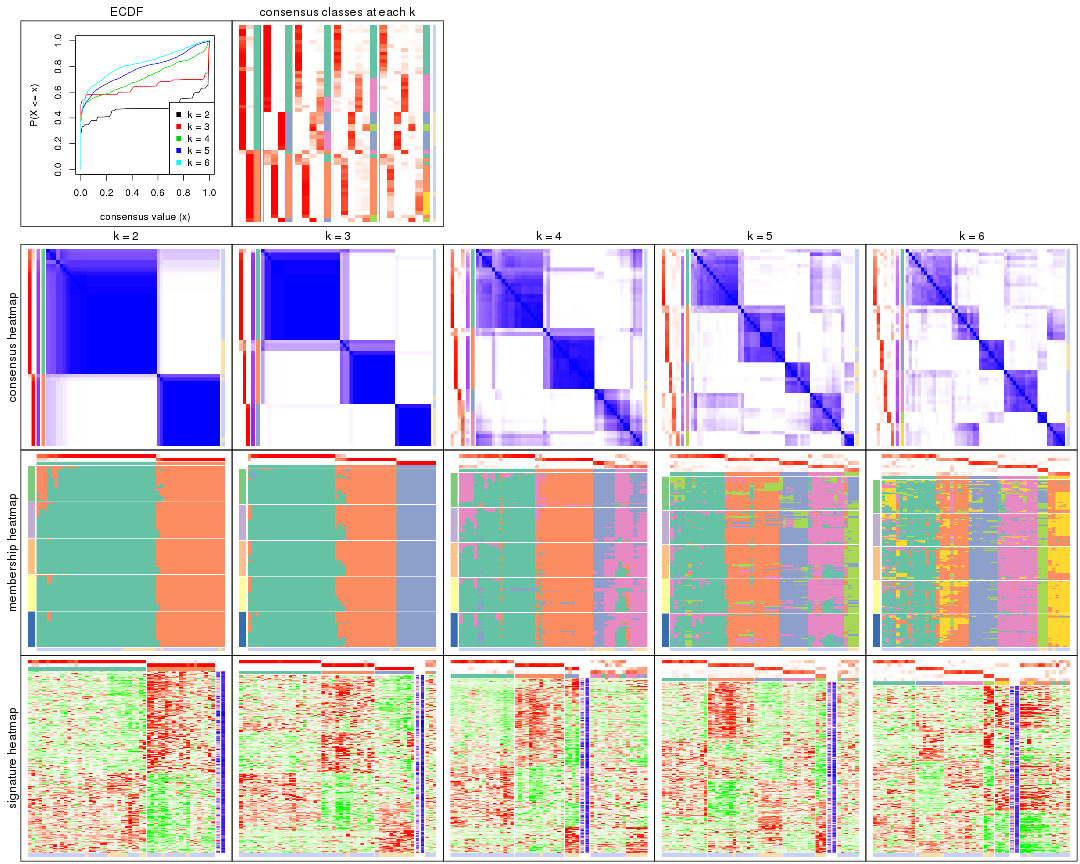 ECDF
consensus classes at each k
P(X <= x)
0.0
0.2
0.4
0.6
0.8
1.0
k = 2
k = 3
k = 4
k = 5
k = 6
0.0 0.2 0.4 0.6 0.8 1.0
consensus value (x)
k = 2
k = 3
k = 4
k = 5
k = 6
consensus heatmap
membership heatmap
signature heatmap